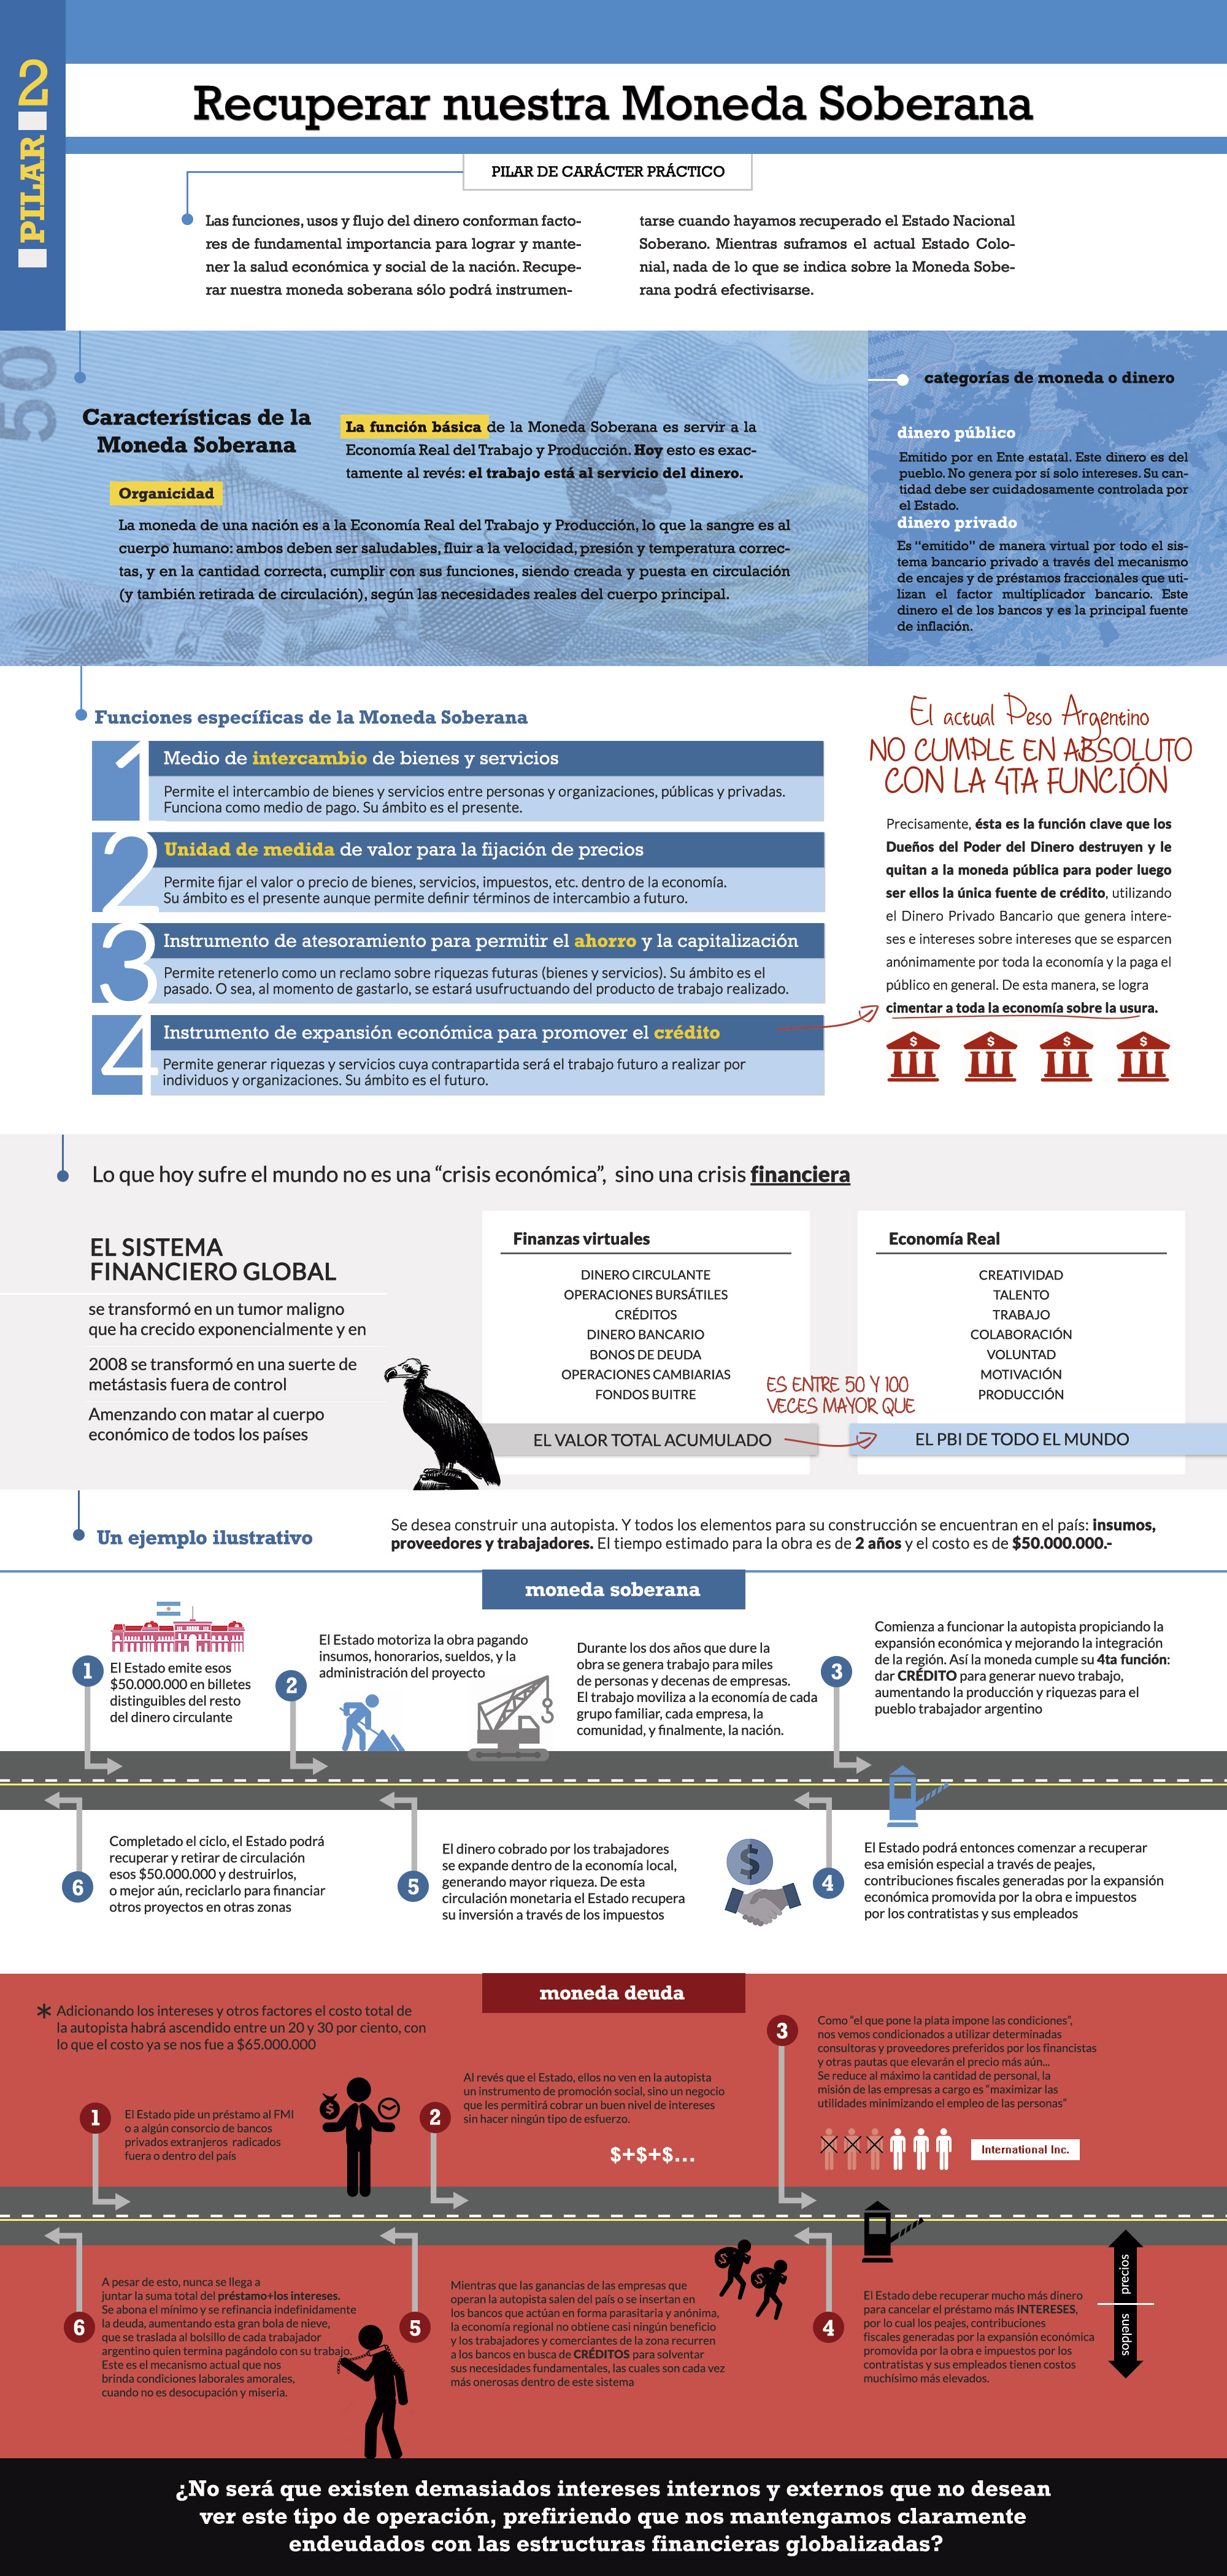 PILAR 2
Recuperar nuestra Moneda Soberana
PILAR DE CARÁCTER PRÁCTICO
Las funciones, usos y flujo del dinero conforman facto-
res de fundamental importancia para lograr y mante-
ner la salud económica y social de la nación. Recupe-
rar nuestra moneda soberana sólo podrá instrumen-
tarse cuando hayamos recuperado el Estado Nacional
Soberano. Mientras suframos el actual Estado Colo-
nial, nada de lo que se indica sobre la Moneda Sobe-
rana podrá efectivisarse.
50
Características de la
Moneda Soberana
La función básica de la Moneda Soberana es servir a la
Economía Real del Trabajo y Producción. Hoy esto es exac-
tamente al revés: el trabajo está al servicio del dinero.
Organicidad
La moneda de una nación es a la Economía Real del Trabajo y Producción, lo que la sangre es al
cuerpo humano: ambos deben ser saludables, fluir a la velocidad, presión y temperatura correc-
tas, y en la cantidad correcta, cumplir con sus funciones, siendo creada y puesta en circulación
(y también retirada de circulación), según las necesidades reales del cuerpo principal.
categorías de moneda o dinero
dinero público
Emitido por en Ente estatal. Este dinero es del
pueblo. No genera por sí solo intereses. Su can-
tidad debe ser cuidadosamente controlada por
el Estado.
dinero privado
Es “emitido” de manera virtual por todo el sis-
tema bancario privado a través del mecanismo
de encajes y de préstamos fraccionales que uti-
lizan el factor multiplicador bancario. Este
dinero el de los bancos y es la principal fuente
de inflación.
Funciones específicas de la Moneda Soberana
1
Medio de intercambio de bienes y servicios
Permite el intercambio de bienes y servicios entre personas y organizaciones, públicas y privadas.
Funciona como medio de pago. Su ámbito es el presente.
2
Unidad de medida de valor para la fijación de precios
Permite fijar el valor o precio de bienes, servicios, impuestos, etc. dentro de la economía.
Su ámbito es el presente aunque permite definir términos de intercambio a futuro.
3
Instrumento de atesoramiento para permitir el ahorro y la capitalización
Permite retenerlo como un reclamo sobre riquezas futuras (bienes y servicios). Su ámbito es el
pasado. O sea, al momento de gastarlo, se estará usufructuando del producto de trabajo realizado.
4
Instrumento de expansión económica para promover el crédito
Permite generar riquezas y servicios cuya contrapartida será el trabajo futuro a realizar por
individuos y organizaciones. Su ámbito es el futuro.
El actual Peso Argentino
NO CUMPLE EN ABSOLUTO
CON LA 4TA FUNCIÓN
Precisamente, ésta es la función clave que los
Dueños del Poder del Dinero destruyen y le
quitan a la moneda pública para poder luego
ser ellos la única fuente de crédito, utilizando
el Dinero Privado Bancario que genera intere-
ses e intereses sobre intereses que se esparcen
anónimamente por toda la economía y la paga el
público en general. De esta manera, se logra
cimentar a toda la economía sobre la usura.
$ $ $ $
Lo que hoy sufre el mundo no es una “crisis económica”, sino una crisis financiera
EL SISTEMA
FINANCIERO GLOBAL
se transformó en un tumor maligno
que ha crecido exponencialmente y en
2008 se transformó en una suerte de
metástasis fuera de control
Amenzando con matar al cuerpo
económico de todos los países
Finanzas virtuales
DINERO CIRCULANTE
OPERACIONES BURSÁTILES
CRÉDITOS
DINERO BANCARIO
BONOS DE DEUDA
OPERACIONES CAMBIARIAS
FONDOS BUITRE
EL VALOR TOTAL ACUMULADO
ES ENTRE 50 Y 100
VECES MAYOR QUE
Economía Real
CREATIVIDAD
TALENTO
TRABAJO
COLABORACIÓN
VOLUNTAD
MOTIVACIÓN
PRODUCCIÓN
EL PBI DE TODO EL MUNDO
Un ejemplo ilustrativo
Se desea construir una autopista. Y todos los elementos para su construcción se encuentran en el país: insumos,
proveedores y trabajadores. El tiempo estimado para la obra es de 2 años y el costo es de $50.000.000.-
moneda soberana
1
El Estado emite esos
$50.000.000 en billetes
distinguibles del resto
del dinero circulante
2
El Estado motoriza la obra pagando
insumos, honorarios, sueldos, y la
administración del proyecto
Durante los dos años que dure la
obra se genera trabajo para miles
de personas y decenas de empresas.
El trabajo moviliza a la economía de cada
grupo familiar, cada empresa, la
comunidad, y finalmente, la nación.
3
Comienza a funcionar la autopista propiciando la
expansión económica y mejorando la integración
de la región. Así la moneda cumple su 4ta función:
dar CRÉDITO para generar nuevo trabajo,
aumentando la producción y riquezas para el
pueblo trabajador argentino
6
Completado el ciclo, el Estado podrá
recuperar y retirar de circulación
esos $50.000.000 y destruirlos,
o mejor aún, reciclarlo para financiar
otros proyectos en otras zonas
5
El dinero cobrado por los trabajadores
se expande dentro de la economía local,
generando mayor riqueza. De esta
circulación monetaria el Estado recupera
su inversión a través de los impuestos
$
4
El Estado podrá entonces comenzar a recuperar
esa emisión especial a través de peajes,
contribuciones fiscales generadas por la expansión
económica promovida por la obra e impuestos
por los contratistas y sus empleados
moneda deuda
* Adicionando los intereses y otros factores el costo total de
la autopista habrá ascendido entre un 20 y 30 por ciento, con
lo que el costo ya se nos fue a $65.000.000
1
El Estado pide un préstamo al FMI
o a algún consorcio de bancos
privados extranjeros radicados
fuera o dentro del país
$
2
Al revés que el Estado, ellos no ven en la autopista
un instrumento de promoción social, sino un negocio
que les permitirá cobrar un buen nivel de intereses
sin hacer ningún tipo de esfuerzo.
$+$+$...
3
Como “el que pone la plata impone las condiciones”,
nos vemos condicionados a utilizar determinadas
consultoras y proveedores preferidos por los financistas
y otras pautas que elevarán el precio más aún...
Se reduce al máximo la cantidad de personal, la
misión de las empresas a cargo es “maximizar las
utilidades minimizando el empleo de las personas”
International Inc.
6
A pesar de esto, nunca se llega a
juntar la suma total del préstamo+los intereses.
Se abona el mínimo y se refinancia indefinidamente
la deuda, aumentando esta gran bola de nieve,
que se traslada al bolsillo de cada trabajador
argentino quien termina pagándolo con su trabajo.
Este es el mecanismo actual que nos
brinda condiciones laborales amorales,
cuando no es desocupación y miseria.
5
Mientras que las ganancias de las empresas que
operan la autopista salen del país o se insertan en
los bancos que actúan en forma parasitaria y anónima,
la economía regional no obtiene casi ningún beneficio
y los trabajadores y comerciantes de la zona recurren
a los bancos en busca de CRÉDITOS para solventar
sus necesidades fundamentales, las cuales son cada vez
más onerosas dentro de este sistema
$ $
4
El Estado debe recuperar mucho más dinero
para cancelar el préstamo más INTERESES,
por lo cual los peajes, contribuciones
fiscales generadas por la expansión económica
promovida por la obra e impuestos por los
contratistas y sus empleados tienen costos
muchísimo más elevados.
precios
sueldos
¿No será que existen demasiados intereses internos y externos que no desean
ver este tipo de operación, prefiriendo que nos mantengamos claramente
endeudados con las estructuras financieras globalizadas?